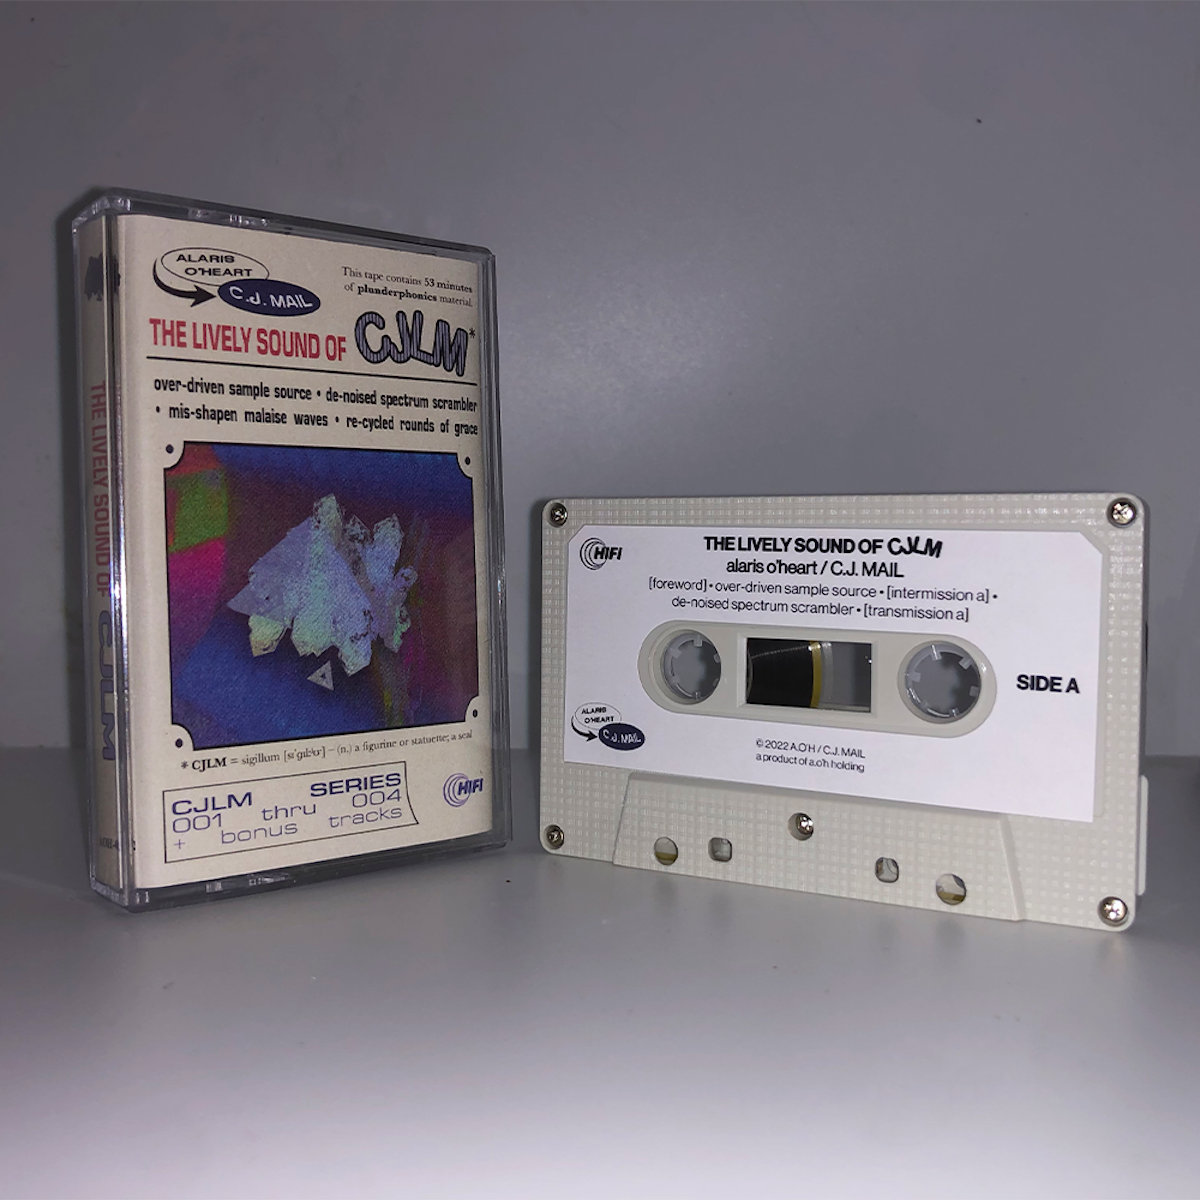 ALARIS
O'HEART
C.J. MAIL
This tape contains 53 minutes
of plunderphonics material.
THE LIVELY SOUND OF CJLM*
over-driven sample source • de-noised spectrum scrambler
• mis-shapen malaise waves • re-cycled rounds of grace
* CJLM = sigillum [sɪˈɡɪləm] – (n.) a figurine or statuette; a seal
CJLM SERIES
001 thru 004
+ bonus tracks
HIFI
THE LIVELY SOUND OF CJLM
HIFI
THE LIVELY SOUND OF CJLM
alaris o'heart / C.J. MAIL
[foreword] • over-driven sample source • [intermission a] •
de-noised spectrum scrambler • [transmission a]
SIDE A
ALARIS
O'HEART
C.J. MAIL
© 2022 A.O'H / C.J. MAIL
a product of a.o'h holding